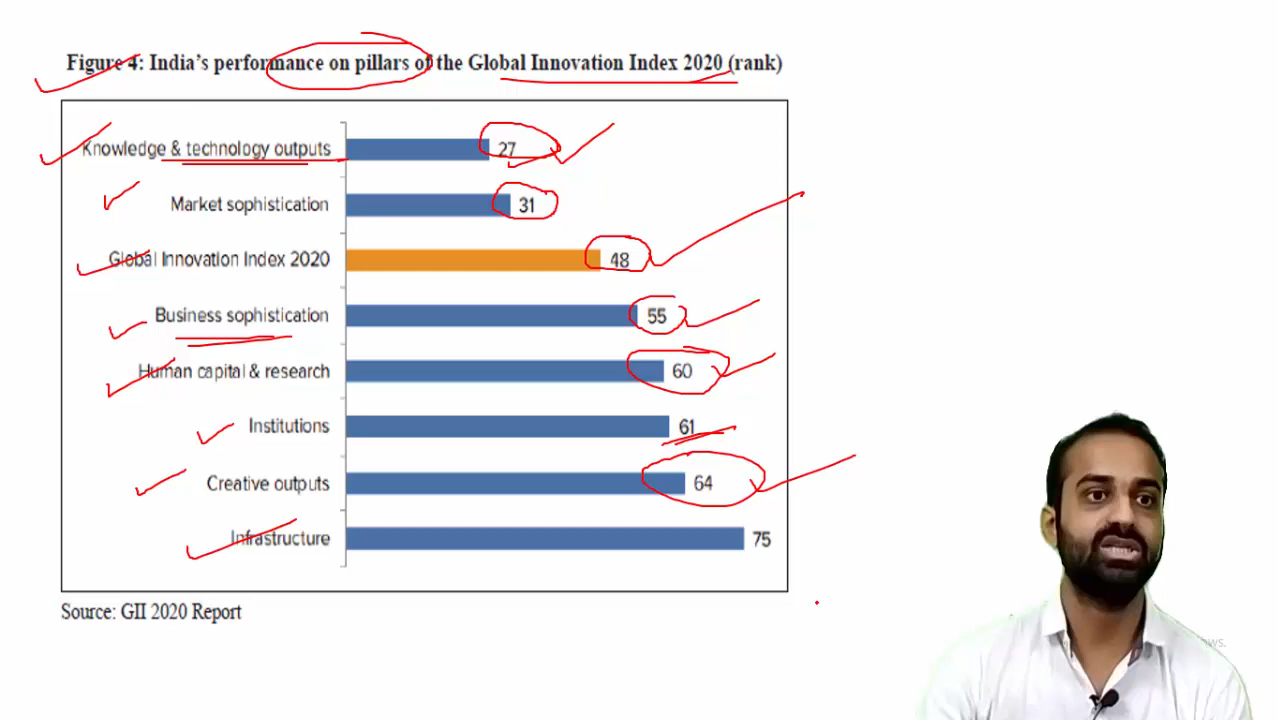 Figure 4: India's performance on pillars of the Global Innovation Index 2020 (rank)
Knowledge & technology outputs 27
Market sophistication 31
Global Innovation Index 2020 48
Business sophistication 55
Human capital & research 60
Institutions 61
Creative outputs 64
Infrastructure 75
Source: GII 2020 Report